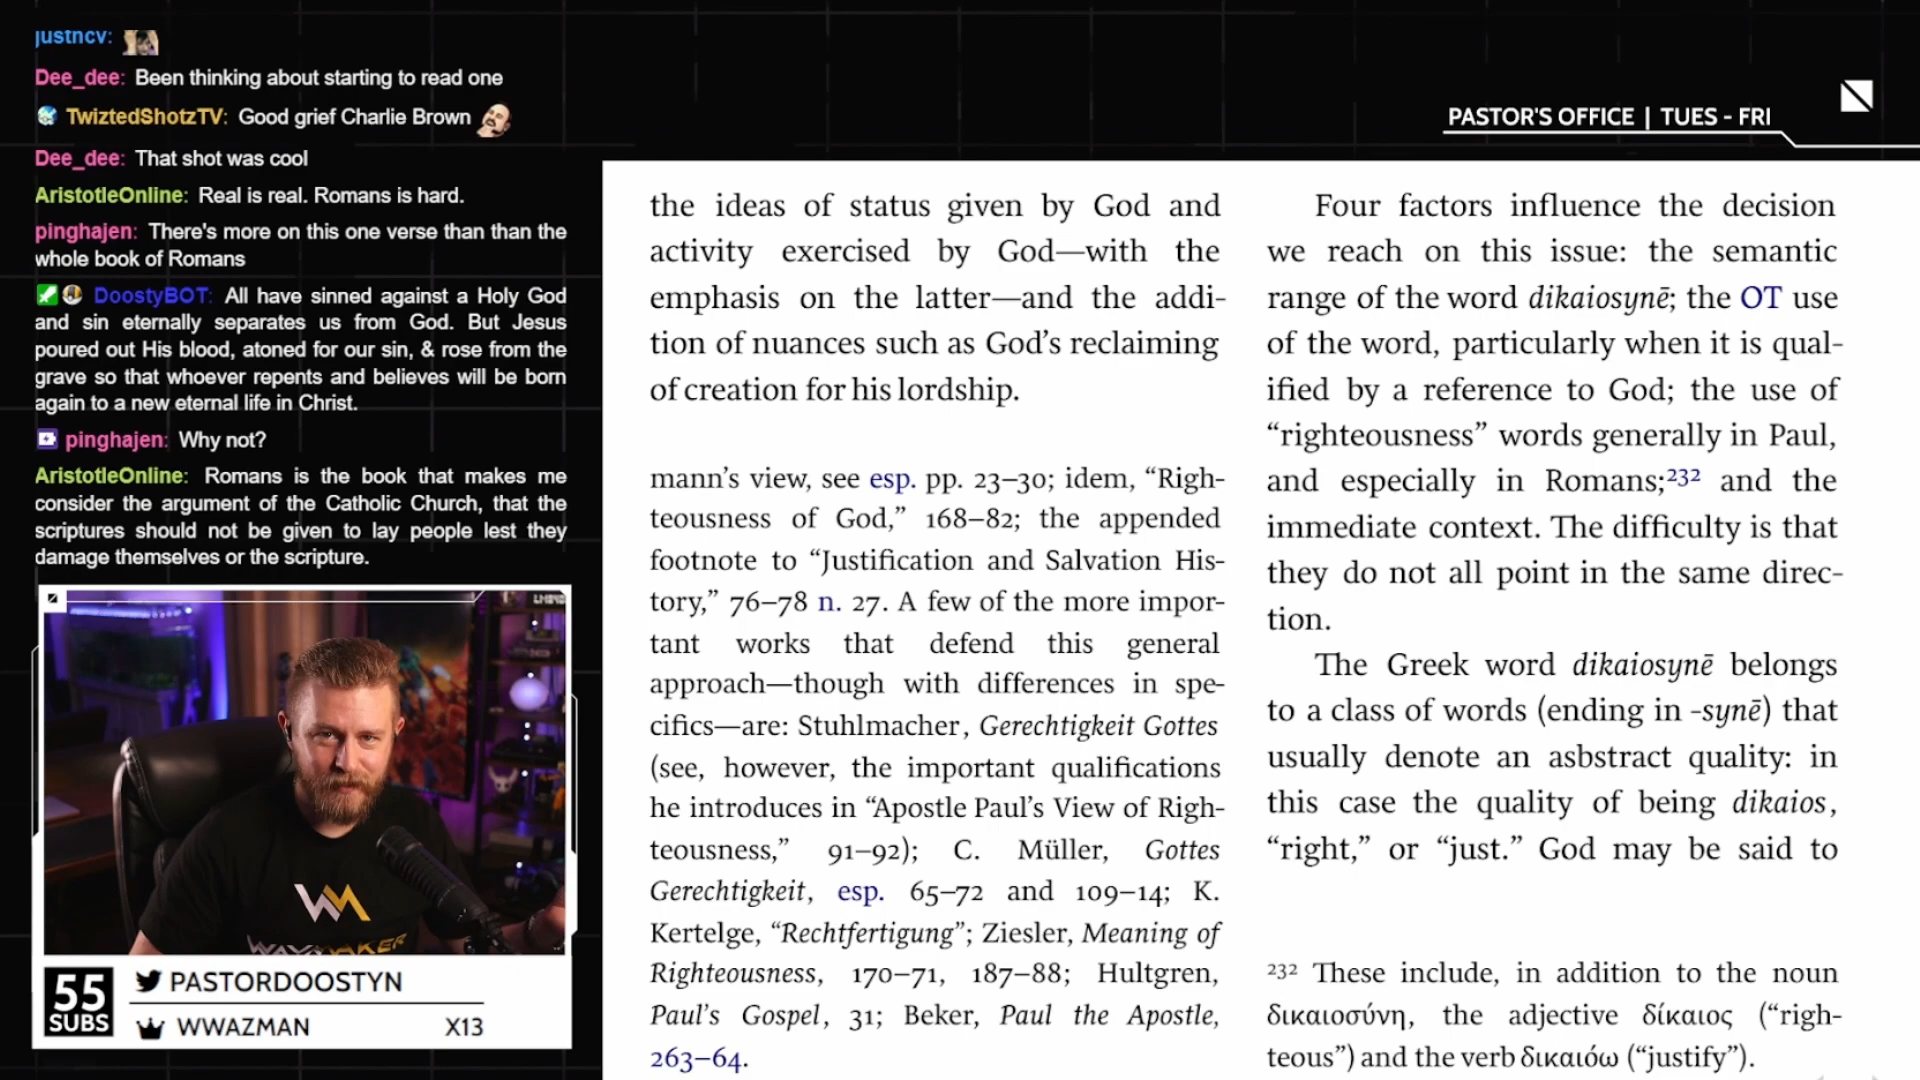 justncv:
Dee_dee: Been thinking about starting to read one
TwiztedShotzTV: Good grief Charlie Brown
Dee_dee: That shot was cool
AristotleOnline: Real is real. Romans is hard.
pinghajen: There's more on this one verse than than the
whole book of Romans
DoostyBOT: All have sinned against a Holy God
and sin eternally separates us from God. But Jesus
poured out His blood, atoned for our sin, & rose from the
grave so that whoever repents and believes will be born
again to a new eternal life in Christ.
pinghajen: Why not?
AristotleOnline: Romans is the book that makes me
consider the argument of the Catholic Church, that the
scriptures should not be given to lay people lest they
damage themselves or the scripture.
WM
WAYMAKER
55
SUBS
PASTORDOOSTYN
WWAZMAN X13
PASTOR'S OFFICE | TUES - FRI
the ideas of status given by God and
activity exercised by God—with the
emphasis on the latter—and the addi-
tion of nuances such as God's reclaiming
of creation for his lordship.
mann's view, see esp. pp. 23–30; idem, “Righ-
teousness of God,” 168–82; the appended
footnote to “Justification and Salvation His-
tory,” 76–78 n. 27. A few of the more impor-
tant works that defend this general
approach—though with differences in spe-
cifics—are: Stuhlmacher, Gerechtigkeit Gottes
(see, however, the important qualifications
he introduces in “Apostle Paul's View of Righ-
teousness,” 91–92); C. Müller, Gottes
Gerechtigkeit, esp. 65–72 and 109–14; K.
Kertelge, “Rechtfertigung”; Ziesler, Meaning of
Righteousness, 170–71, 187–88; Hultgren,
Paul's Gospel, 31; Beker, Paul the Apostle,
263–64.
Four factors influence the decision
we reach on this issue: the semantic
range of the word dikaiosynē; the OT use
of the word, particularly when it is qual-
ified by a reference to God; the use of
“righteousness” words generally in Paul,
and especially in Romans;232 and the
immediate context. The difficulty is that
they do not all point in the same direc-
tion.
The Greek word dikaiosynē belongs
to a class of words (ending in -synē) that
usually denote an asbstract quality: in
this case the quality of being dikaios,
“right,” or “just.” God may be said to
232 These include, in addition to the noun
δικαιοσύνη, the adjective δίκαιος (“righ-
teous”) and the verb δικαιόω (“justify”).